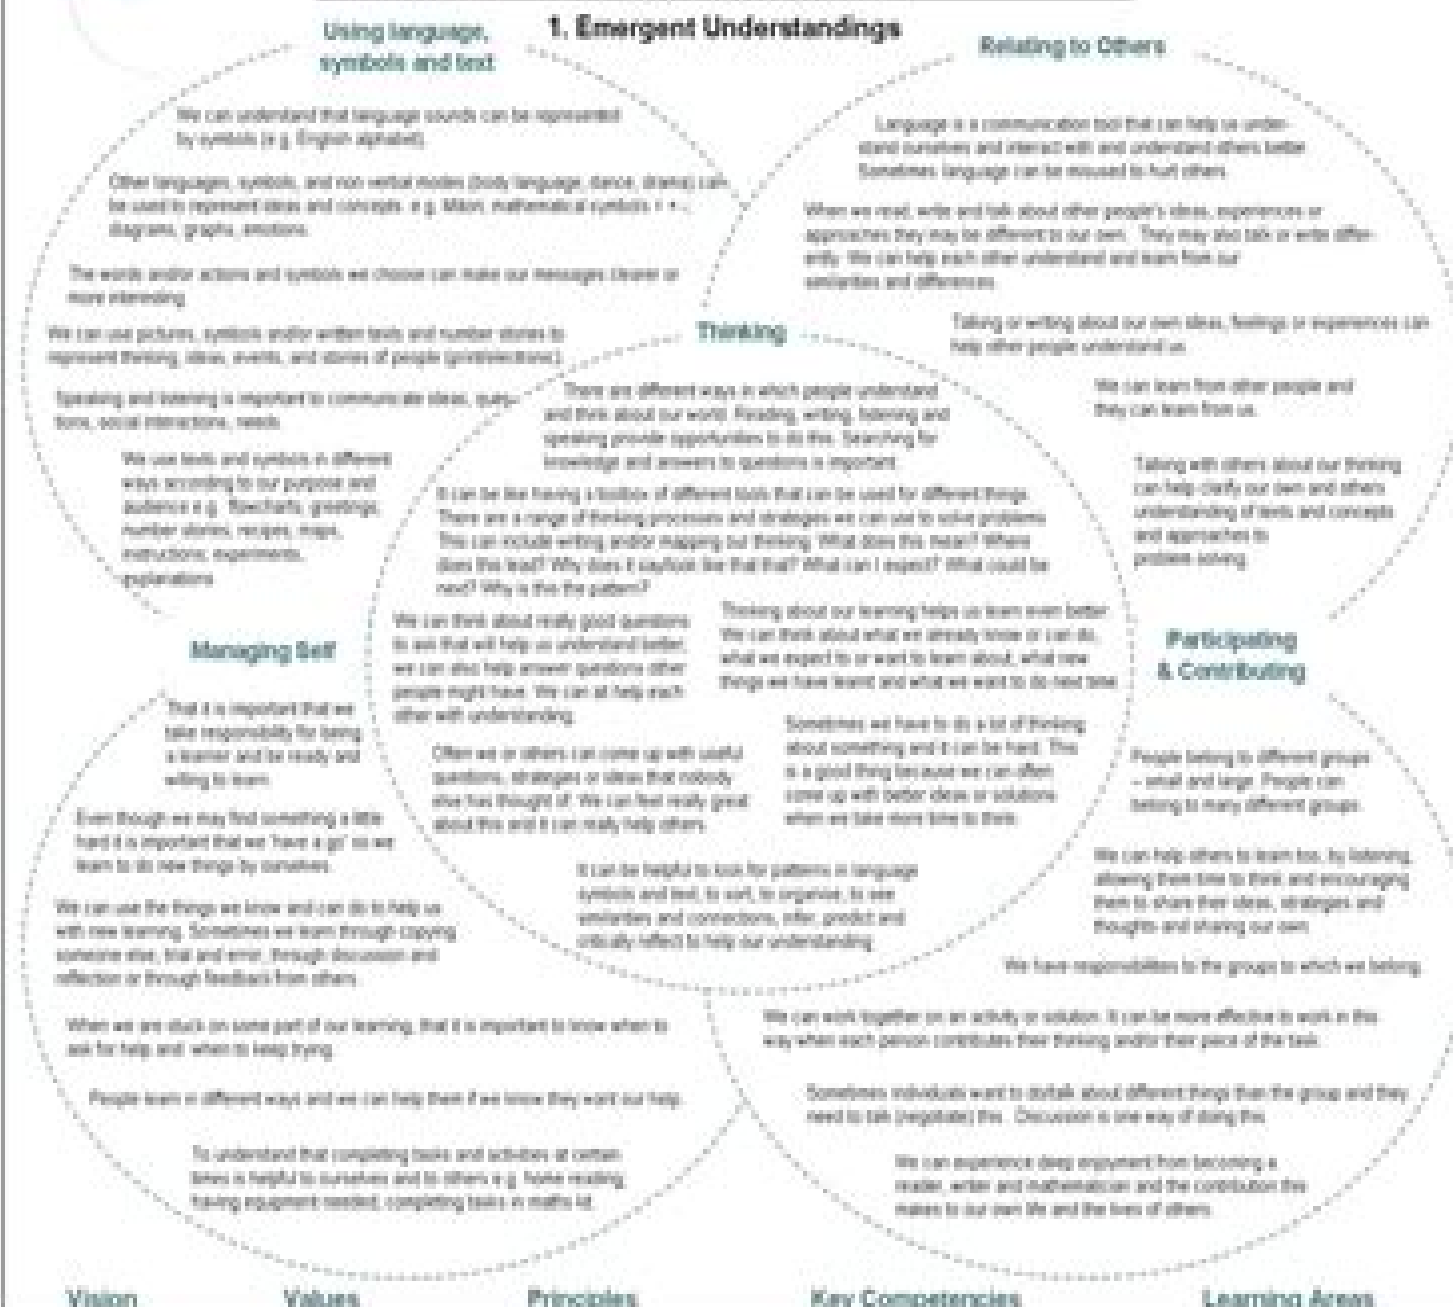 1. Emergent Understandings
Using language,
symbols and text
We can understand that language sounds can be represented
by symbols (e.g. English alphabet).
Other languages, symbols, and non verbal modes (body language, dance, drama) can
be used to represent ideas and concepts. e.g. Māori, mathematical symbols
diagrams, graphs, emotions.
The words and/or actions and symbols we choose can make our messages clearer or
more interesting.
We can use pictures, symbols and/or written texts and number stories to
represent thinking, ideas, events, and stories of people (print/electronic).
Speaking and listening is important to communicate ideas, ques-
tions, social interactions, needs.
We use texts and symbols in different
ways according to our purpose and
audience e.g. flowcharts, greetings,
number stories, recipes, maps,
instructions, experiments,
explanations
Relating to Others
Language is a communication tool that can help us under-
stand ourselves and interact with and understand others better.
Sometimes language can be misused to hurt others.
When we read, write and talk about other people's ideas, experiences or
approaches they may be different to our own. They may also talk or write differ-
ently. We can help each other understand and learn from our
similarities and differences.
Talking or writing about our own ideas, feelings or experiences can
help other people understand us.
We can learn from other people and
they can learn from us.
Talking with others about our thinking
can help clarify our own and others
understanding of texts and concepts
and approaches to
problem solving.
Thinking
There are different ways in which people understand
and think about our world. Reading, writing, listening and
speaking provide opportunities to do this. Searching for
knowledge and answers to questions is important.
It can be like having a toolbox of different tools that can be used for different things.
There are a range of thinking processes and strategies we can use to solve problems
This can include writing and/or mapping our thinking. What does this mean? Where
does this lead? Why does it say/look like that that? What can I expect? What could be
next? Why is this the pattern?
We can think about really good questions
to ask that will help us understand better,
we can also help answer questions other
people might have. We can all help each
other with understanding.
Thinking about our learning helps us learn even better.
We can think about what we already know or can do,
what we expect to or want to learn about, what new
things we have learnt and what we want to do next time.
Often we or others can come up with useful
questions, strategies or ideas that nobody
else has thought of. We can feel really great
about this and it can really help others.
Sometimes we have to do a lot of thinking
about something and it can be hard. This
is a good thing because we can often
come up with better ideas or solutions
when we take more time to think.
It can be helpful to look for patterns in language
symbols and text, to sort, to organise, to see
similarities and connections, infer, predict and
critically reflect to help our understanding.
Managing Self
That it is important that we
take responsibility for being
a learner and be ready and
willing to learn.
Even though we may find something a little
hard it is important that we 'have a go' so we
learn to do new things by ourselves.
We can use the things we know and can do to help us
with new learning. Sometimes we learn through copying
someone else, trial and error, through discussion and
reflection or through feedback from others.
When we are stuck on some part of our learning, that it is important to know when to
ask for help and when to keep trying.
People learn in different ways and we can help them if we know they want our help.
To understand that completing tasks and activities at certain
times is helpful to ourselves and to others e.g. home reading,
having equipment needed, completing tasks in maths kit.
Participating
& Contributing
People belong to different groups
– small and large. People can
belong to many different groups.
We can help others to learn too, by listening,
allowing them time to think and encouraging
them to share their ideas, strategies and
thoughts and sharing our own.
We have responsibilities to the groups to which we belong.
We can work together on an activity or solution. It can be more effective to work in this
way when each person contributes their thinking and/or their piece of the task.
Sometimes individuals want to do/talk about different things than the group and they
need to talk (negotiate) this. Discussion is one way of doing this.
We can experience deep enjoyment from becoming a
reader, writer and mathematician and the contribution this
makes to our own life and the lives of others.
Vision Values Principles Key Competencies Learning Areas